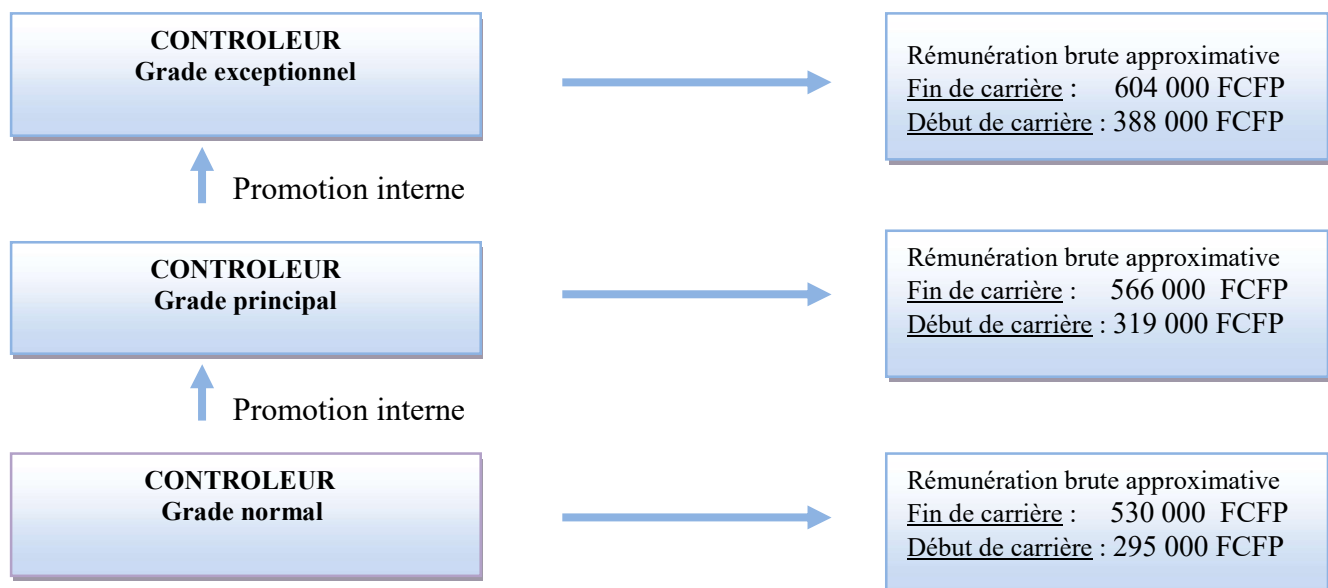 CONTROLEUR
Grade exceptionnel
Rémunération brute approximative
Fin de carrière : 604 000 FCFP
Début de carrière : 388 000 FCFP
Promotion interne
CONTROLEUR
Grade principal
Rémunération brute approximative
Fin de carrière : 566 000 FCFP
Début de carrière : 319 000 FCFP
Promotion interne
CONTROLEUR
Grade normal
Rémunération brute approximative
Fin de carrière : 530 000 FCFP
Début de carrière : 295 000 FCFP